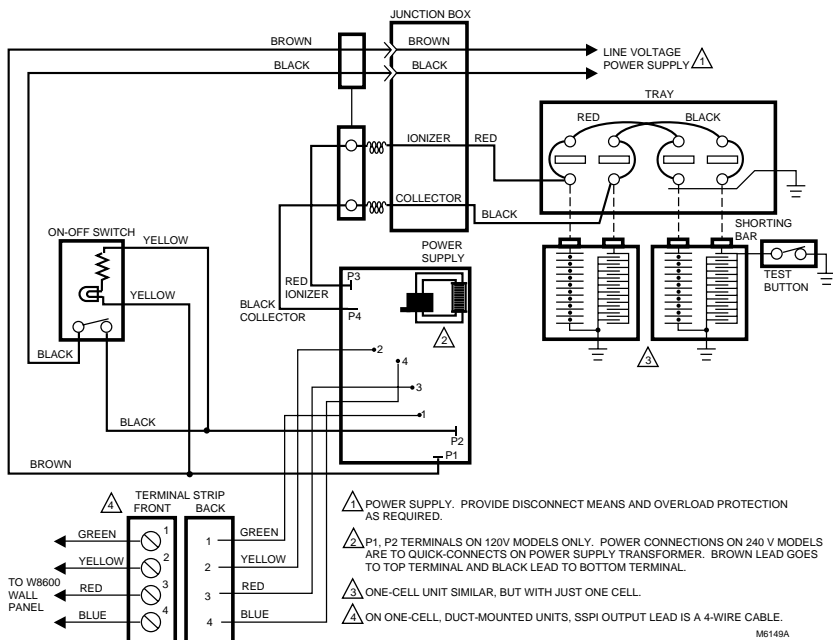 JUNCTION BOX
BROWN
BROWN
BLACK
BLACK
LINE VOLTAGE
POWER SUPPLY
1
TRAY
RED
BLACK
IONIZER
RED
COLLECTOR
BLACK
ON-OFF SWITCH
YELLOW
YELLOW
BLACK
POWER
SUPPLY
RED
IONIZER
BLACK
COLLECTOR
P3
P4
2
2
4
3
1
P2
P1
SHORTING
BAR
TEST
BUTTON
3
BLACK
BROWN
4
TERMINAL STRIP
FRONT
BACK
GREEN
1
1
GREEN
YELLOW
2
2
YELLOW
TO W8600
WALL
PANEL
RED
3
3
RED
BLUE
4
4
BLUE
1 POWER SUPPLY. PROVIDE DISCONNECT MEANS AND OVERLOAD PROTECTION
AS REQUIRED.
2 P1, P2 TERMINALS ON 120V MODELS ONLY. POWER CONNECTIONS ON 240 V MODELS
ARE TO QUICK-CONNECTS ON POWER SUPPLY TRANSFORMER. BROWN LEAD GOES
TO TOP TERMINAL AND BLACK LEAD TO BOTTOM TERMINAL.
3 ONE-CELL UNIT SIMILAR, BUT WITH JUST ONE CELL.
4 ON ONE-CELL, DUCT-MOUNTED UNITS, SSPI OUTPUT LEAD IS A 4-WIRE CABLE.
M6149A